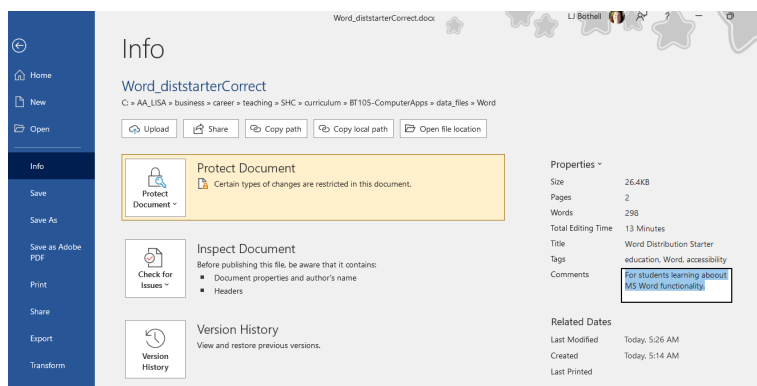 Word_diststarterCorrect.docx
LJ Bothell
?
Info
Home
New
Open
Info
Save
Save As
Save as Adobe
PDF
Print
Share
Export
Transform
Word_diststarterCorrect
C: » AA_LISA » business » career » teaching » SHC » curriculum » BT105-ComputerApps » data_files » Word
Upload
Share
Copy path
Copy local path
Open file location
Protect
Document
Protect Document
Certain types of changes are restricted in this document.
Check for
Issues
Inspect Document
Before publishing this file, be aware that it contains:
Document properties and author's name
Headers
Version
History
Version History
View and restore previous versions.
Properties
Size 26.4KB
Pages 2
Words 298
Total Editing Time 13 Minutes
Title Word Distribution Starter
Tags education, Word, accessibility
Comments For students learning aboout
MS Word functionality.
Related Dates
Last Modified Today, 5:26 AM
Created Today, 5:14 AM
Last Printed